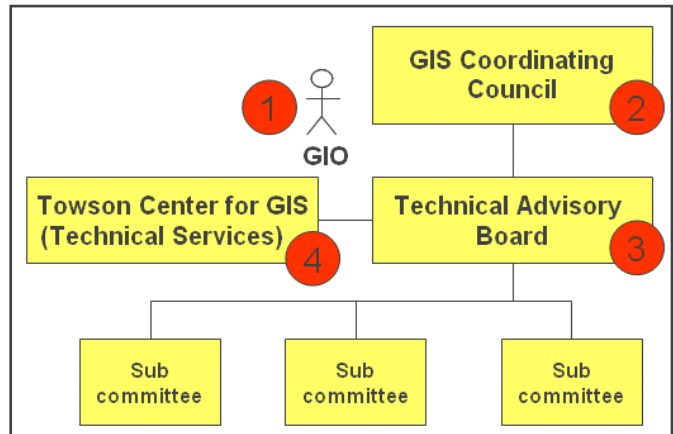 GIS Coordinating
Council
2
1
GIO
Towson Center for GIS
(Technical Services)
4
Technical Advisory
Board
3
Sub
committee
Sub
committee
Sub
committee